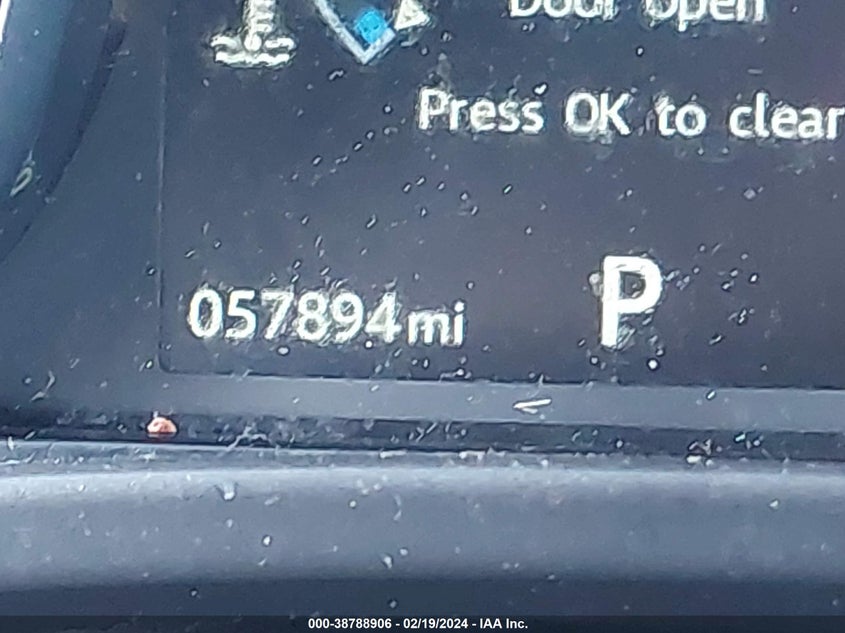 Door open
Press OK to clear
057894mi
P
000-38788906 - 02/19/2024 - IAA Inc.